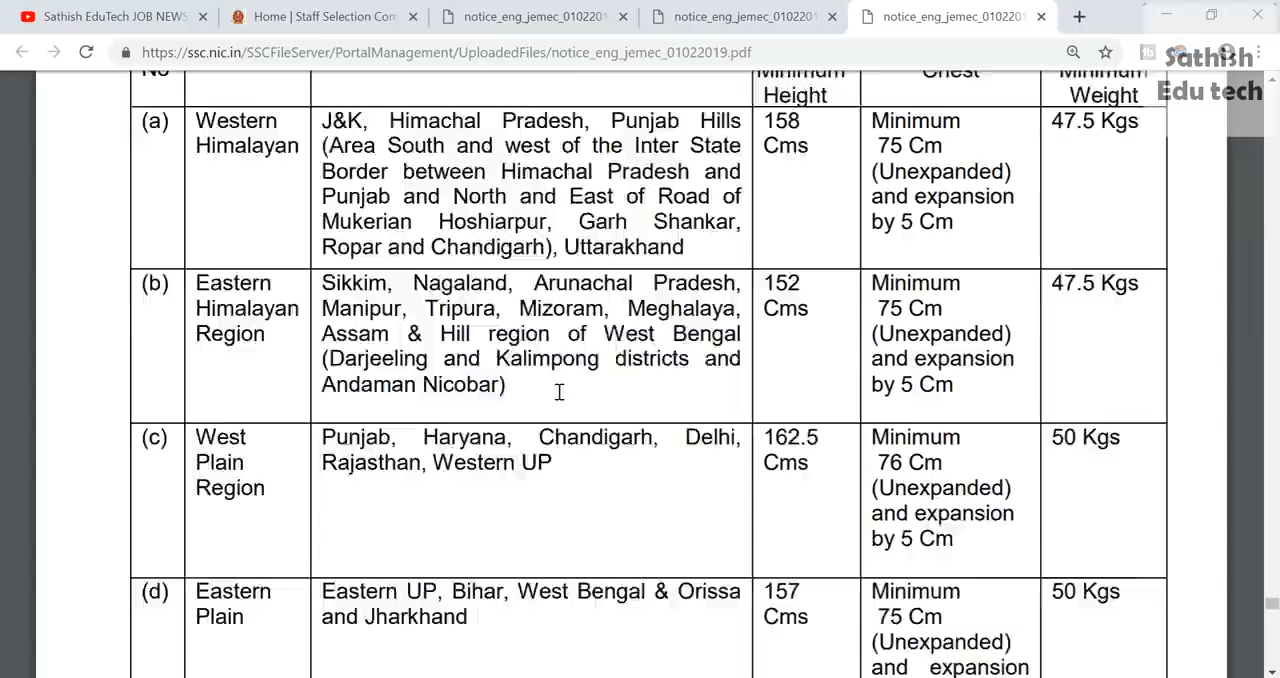 Sathish EduTech JOB NEWS
Home | Staff Selection Com
notice_eng_jemec_0102201
notice_eng_jemec_0102201
notice_eng_jemec_0102201
https://ssc.nic.in/SSCFileServer/PortalManagement/UploadedFiles/notice_eng_jemec_01022019.pdf
Sathish
Edu tech
No
Minimum
Height
Chest
Minimum
Weight
(a)
Western
Himalayan
J&K, Himachal Pradesh, Punjab Hills
(Area South and west of the Inter State
Border between Himachal Pradesh and
Punjab and North and East of Road of
Mukerian Hoshiarpur, Garh Shankar,
Ropar and Chandigarh), Uttarakhand
158
Cms
Minimum
75 Cm
(Unexpanded)
and expansion
by 5 Cm
47.5 Kgs
(b)
Eastern
Himalayan
Region
Sikkim, Nagaland, Arunachal Pradesh,
Manipur, Tripura, Mizoram, Meghalaya,
Assam & Hill region of West Bengal
(Darjeeling and Kalimpong districts and
Andaman Nicobar)
152
Cms
Minimum
75 Cm
(Unexpanded)
and expansion
by 5 Cm
47.5 Kgs
(c)
West
Plain
Region
Punjab, Haryana, Chandigarh, Delhi,
Rajasthan, Western UP
162.5
Cms
Minimum
76 Cm
(Unexpanded)
and expansion
by 5 Cm
50 Kgs
(d)
Eastern
Plain
Eastern UP, Bihar, West Bengal & Orissa
and Jharkhand
157
Cms
Minimum
75 Cm
(Unexpanded)
and expansion
50 Kgs